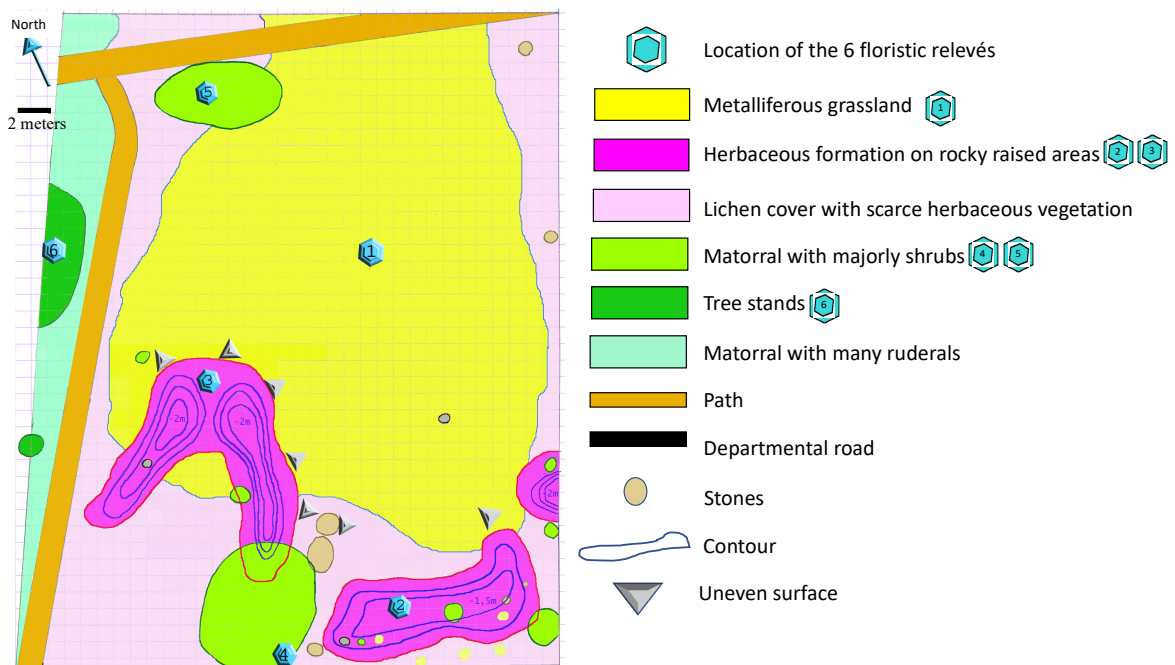 North
2 meters
5
6
1
3
-2m
-2m
-2m
2
-1,5m
4
Location of the 6 floristic relevés
Metalliferous grassland 1
Herbaceous formation on rocky raised areas 2 3
Lichen cover with scarce herbaceous vegetation
Matorral with majorly shrubs 4 5
Tree stands 6
Matorral with many ruderals
Path
Departmental road
Stones
Contour
Uneven surface